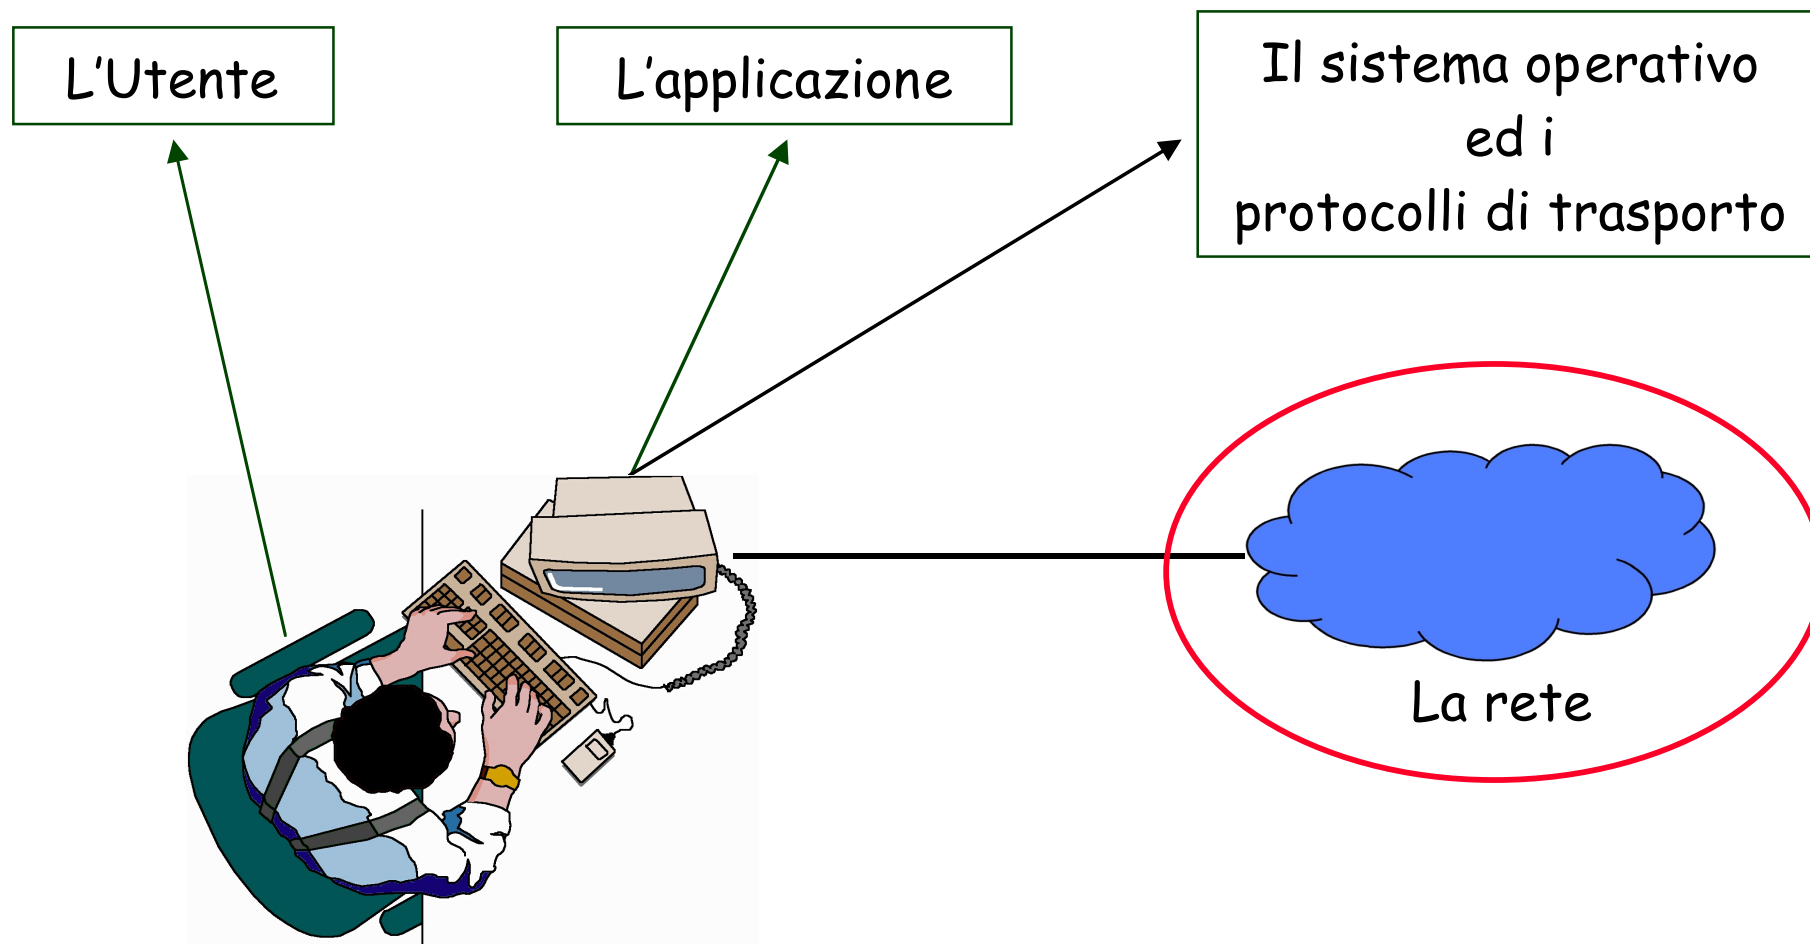 L'Utente
L'applicazione
Il sistema operativo
ed i
protocolli di trasporto
La rete